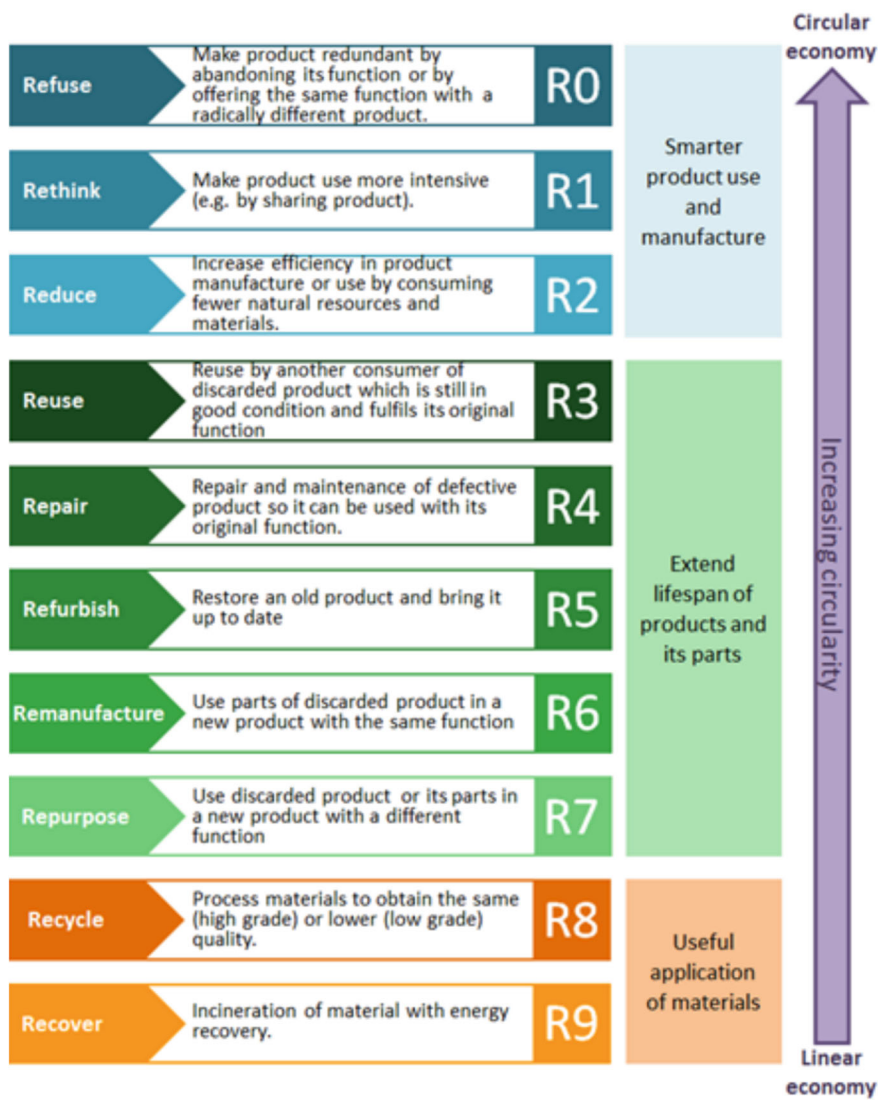 Circular
economy
Refuse
Make product redundant by
abandoning its function or by
offering the same function with a
radically different product.
R0
Rethink
Make product use more intensive
(e.g. by sharing product).
R1
Reduce
Increase efficiency in product
manufacture or use by consuming
fewer natural resources and
materials.
R2
Smarter
product use
and
manufacture
Reuse
Reuse by another consumer of
discarded product which is still in
good condition and fulfils its original
function
R3
Repair
Repair and maintenance of defective
product so it can be used with its
original function.
R4
Refurbish
Restore an old product and bring it
up to date
R5
Remanufacture
Use parts of discarded product in a
new product with the same function
R6
Repurpose
Use discarded product or its parts in
a new product with a different
function
R7
Extend
lifespan of
products and
its parts
Recycle
Process materials to obtain the same
(high grade) or lower (low grade)
quality.
R8
Recover
Incineration of material with energy
recovery.
R9
Useful
application
of materials
Increasing circularity
Linear
economy